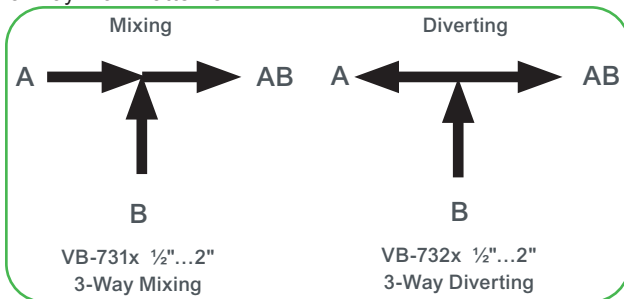 Mixing
A
AB
B
VB-731x ½"...2"
3-Way Mixing
Diverting
A
AB
B
VB-732x ½"...2"
3-Way Diverting